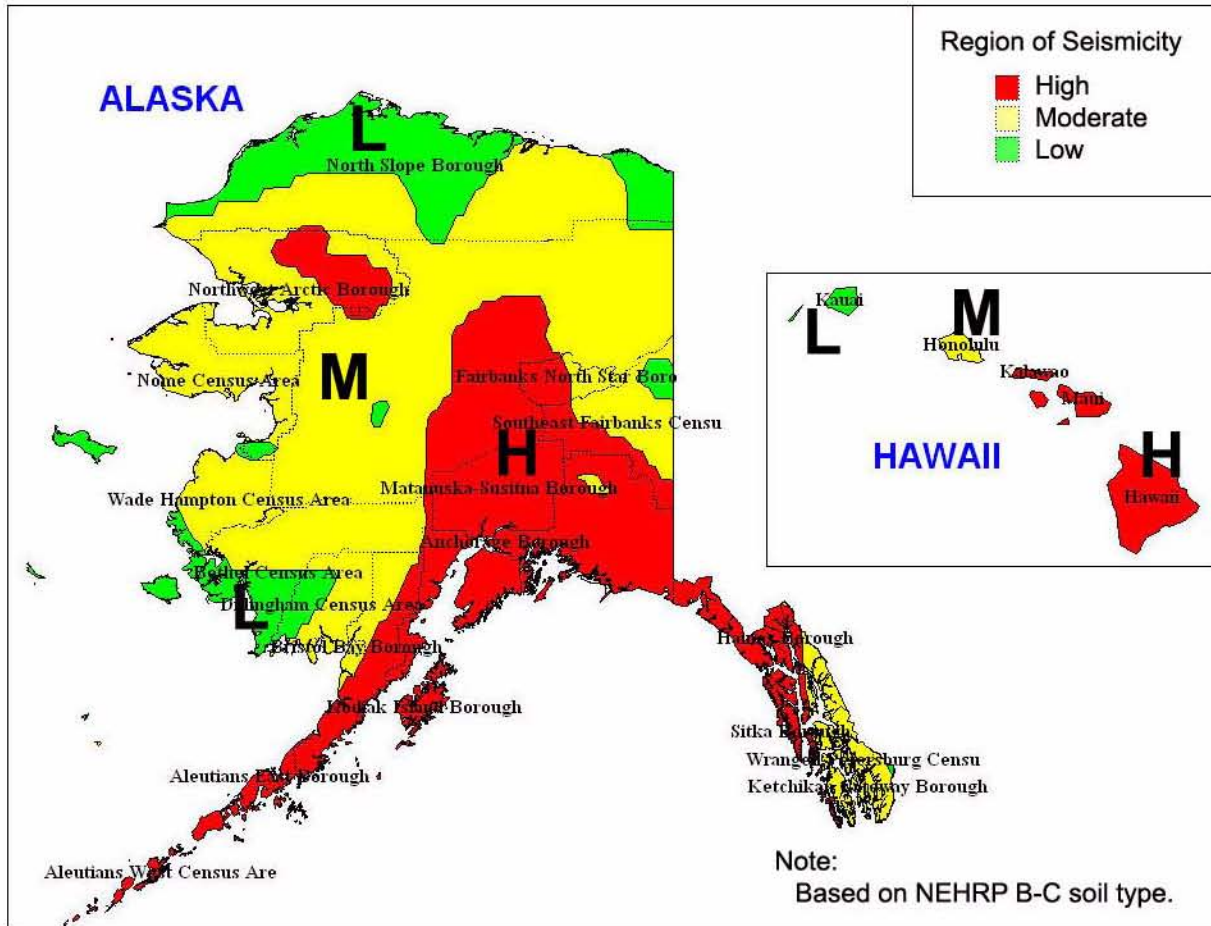 ALASKA
Region of Seismicity
High
Moderate
Low
L
North Slope Borough
Northwest Arctic Borough
M
Nome Census Area
Fairbanks North Star Boro
Southeast Fairbanks Censu
H
Matanuska-Susitna Borough
Wade Hampton Census Area
Anchorage Borough
Bethel Census Area
L
Dillingham Census Area
Bristol Bay Borough
Kodiak Island Borough
Aleutians East Borough
Aleutians West Census Are
Haines Borough
Sitka Borough
Wrangell-Petersburg Censu
Ketchikan Gateway Borough
Kauai
L
M
Honolulu
Kalawao
Maui
HAWAII
H
Hawaii
Note:
Based on NEHRP B-C soil type.